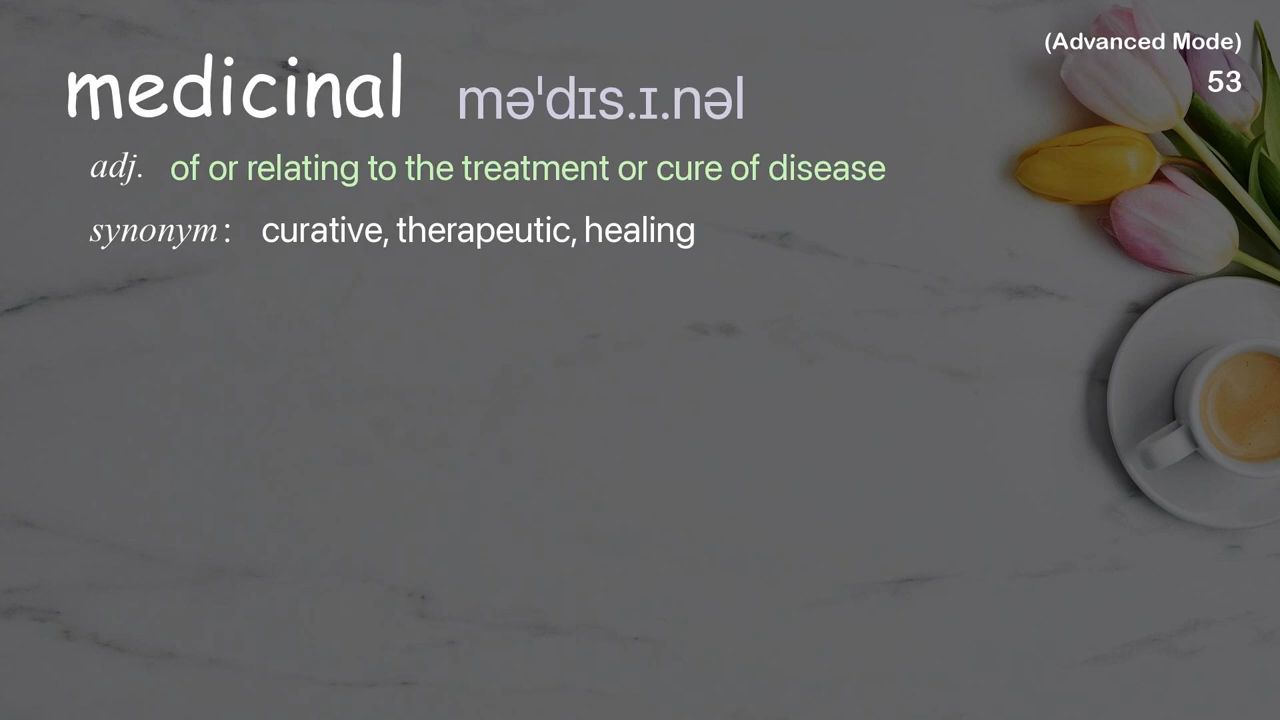 (Advanced Mode)
53
medicinal məˈdɪs.ɪ.nəl
adj. of or relating to the treatment or cure of disease
synonym: curative, therapeutic, healing